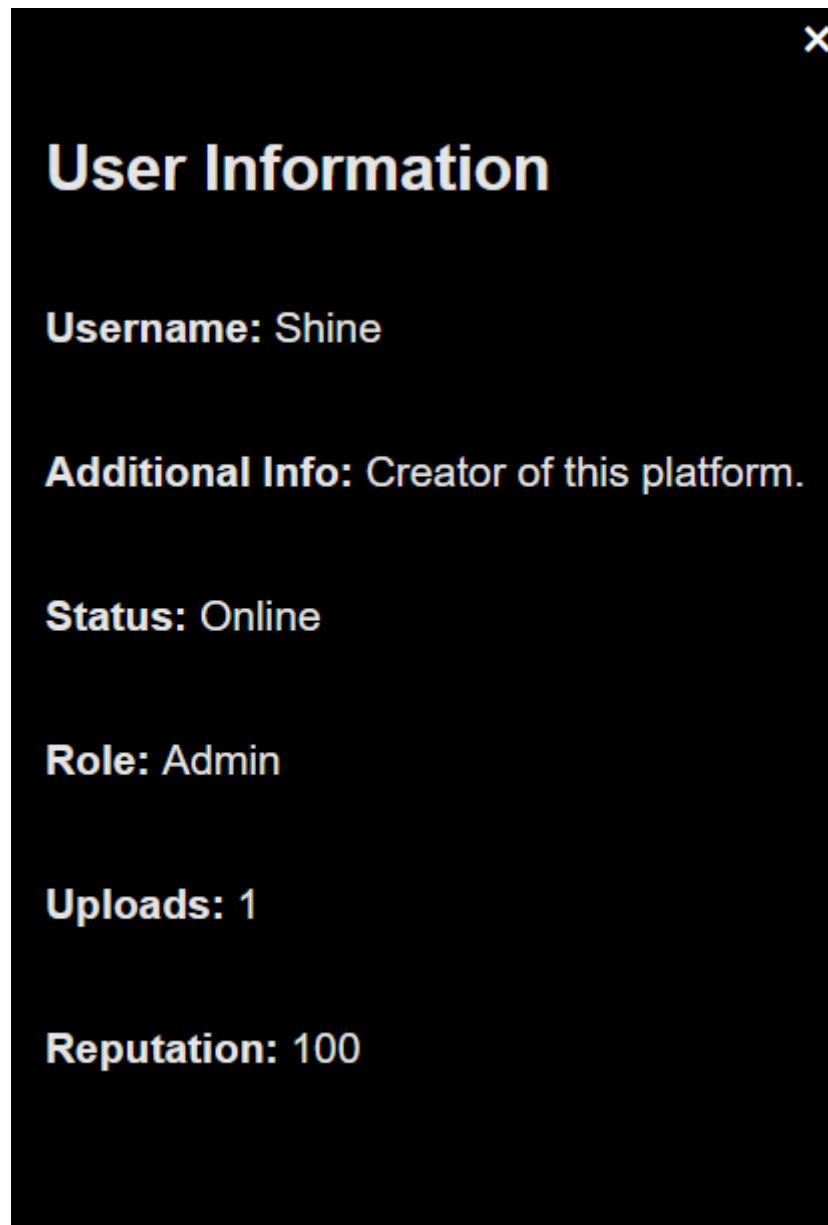 ×
User Information
Username: Shine
Additional Info: Creator of this platform.
Status: Online
Role: Admin
Uploads: 1
Reputation: 100